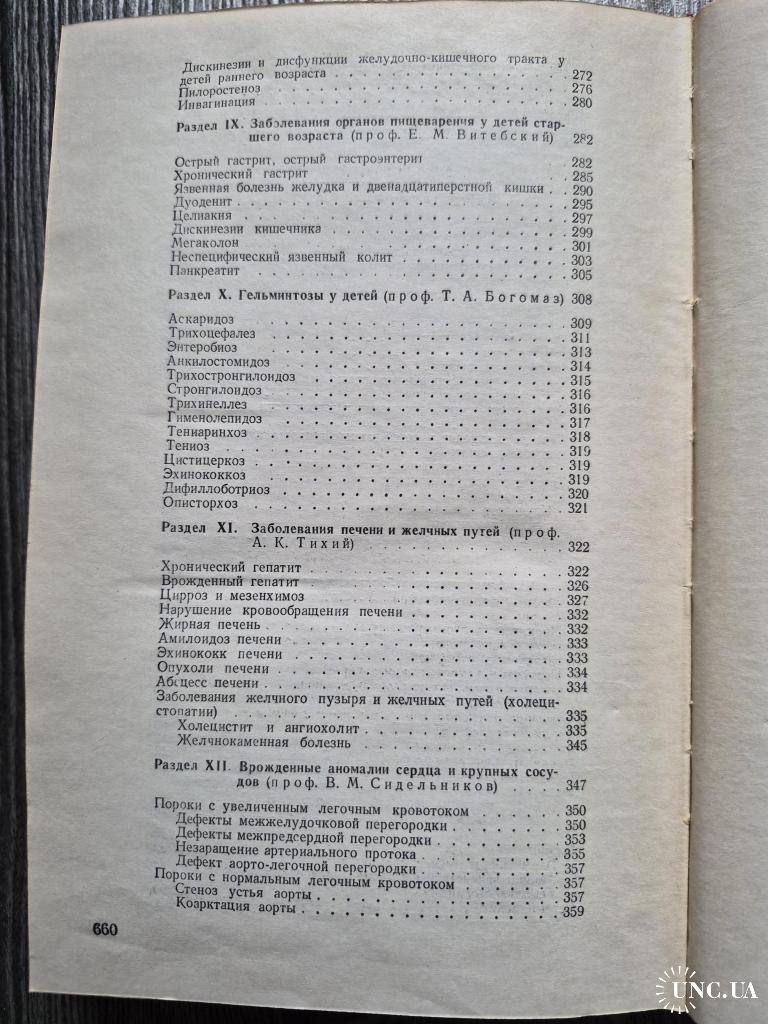 Дискинезии и дисфункции желудочно-кишечного тракта у
детей раннего возраста . . . . . . . . . . . . . . . . 272
Пилоростеноз . . . . . . . . . . . . . . . . 276
Инвагинация . . . . . . . . . . . . . . . . 280
Раздел IX. Заболевания органов пищеварения у детей стар-
шего возраста (проф. Е. М. Витебский) . 282
Острый гастрит, острый гастроэнтерит . . . . . . . . 282
Хронический гастрит . . . . . . . . . . . . 285
Язвенная болезнь желудка и двенадцатиперстной кишки . . 290
Дуоденит . . . . . . . . . . . . . . . . 295
Целиакия . . . . . . . . . . . . . . . . 297
Дискинезии кишечника . . . . . . . . . . . . 299
Мегаколон . . . . . . . . . . . . . . . . 301
Неспецифический язвенный колит . . . . . . . . . . 303
Панкреатит . . . . . . . . . . . . . . . . 305
Раздел X. Гельминтозы у детей (проф. Т. А. Богомаз) 308
Аскаридоз . . . . . . . . . . . . . . . . 309
Трихоцефалез . . . . . . . . . . . . . . . . 311
Энтеробиоз . . . . . . . . . . . . . . . . 313
Анкилостомидоз . . . . . . . . . . . . . . . . 314
Трихостронгилоидоз . . . . . . . . . . . . . . 315
Стронгилоидоз . . . . . . . . . . . . . . . . 316
Трихинеллез . . . . . . . . . . . . . . . . 316
Гименолепидоз . . . . . . . . . . . . . . . . 317
Тениаринхоз . . . . . . . . . . . . . . . . 318
Тениоз . . . . . . . . . . . . . . . . 319
Цистицеркоз . . . . . . . . . . . . . . . . 319
Эхинококкоз . . . . . . . . . . . . . . . . 319
Дифиллоботриоз . . . . . . . . . . . . . . . . 320
Описторхоз . . . . . . . . . . . . . . . . 321
Раздел XI. Заболевания печени и желчных путей (проф.
А. К. Тихий) . . . . . . . . . . . . 322
Хронический гепатит . . . . . . . . . . . . . . 322
Врожденный гепатит . . . . . . . . . . . . . . 326
Цирроз и мезенхимоз . . . . . . . . . . . . . . 327
Нарушение кровообращения печени . . . . . . . . . . 332
Жирная печень . . . . . . . . . . . . . . . . 332
Амилоидоз печени . . . . . . . . . . . . . . . . 333
Эхинококк печени . . . . . . . . . . . . . . . . 333
Опухоли печени . . . . . . . . . . . . . . . . 334
Абсцесс печени . . . . . . . . . . . . . . . . 334
Заболевания желчного пузыря и желчных путей (холеци-
стопатии) . . . . . . . . . . . . . . . . 335
Холецистит и ангиохолит . . . . . . . . . . . . 335
Желчнокаменная болезнь . . . . . . . . . . . . 345
Раздел XII. Врожденные аномалии сердца и крупных сосу-
дов (проф. В. М. Сидельников) . . . . 347
Пороки с увеличенным легочным кровотоком . . . . . . 350
Дефекты межжелудочковой перегородки . . . . . . . 350
Дефекты межпредсердной перегородки . . . . . . . . 353
Незаращение артериального протока . . . . . . . . 355
Дефект аорто-легочной перегородки . . . . . . . . 357
Пороки с нормальным легочным кровотоком . . . . . . 357
Стеноз устья аорты . . . . . . . . . . . . . . 357
Коарктация аорты . . . . . . . . . . . . . . . . 359
660
UNC.UA